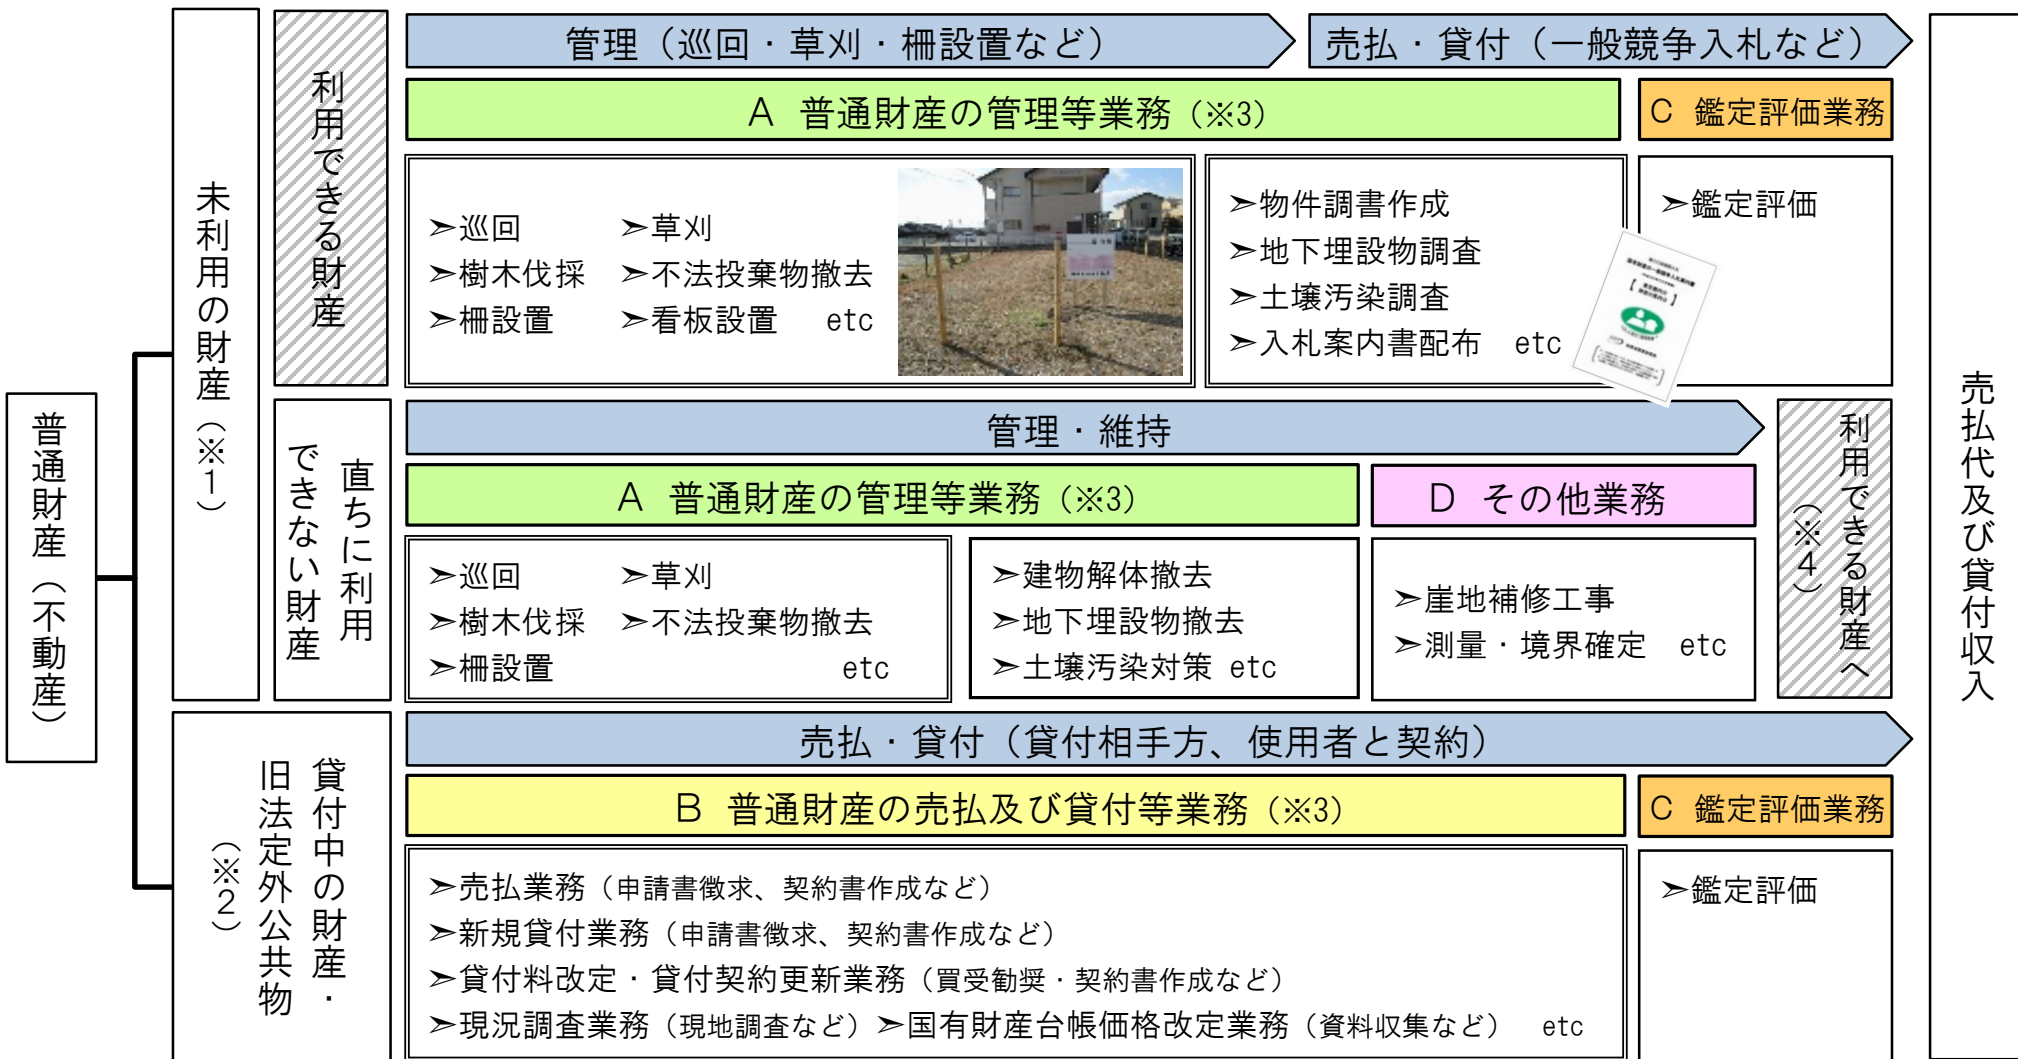 普通財産（不動産）
未利用の財産（※1）
利用できる財産
管理（巡回・草刈・柵設置など）
売払・貸付（一般競争入札など）
A 普通財産の管理等業務（※3）
C 鑑定評価業務
➣巡回 ➣草刈
➣樹木伐採 ➣不法投棄物撤去
➣柵設置 ➣看板設置 etc
➣物件調書作成
➣地下埋設物調査
➣土壌汚染調査
➣入札案内書配布 etc
➣鑑定評価
直ちに利用
できない財産
管理・維持
A 普通財産の管理等業務（※3）
D その他業務
➣巡回 ➣草刈
➣樹木伐採 ➣不法投棄物撤去
➣柵設置 etc
➣建物解体撤去
➣地下埋設物撤去
➣土壌汚染対策 etc
➣崖地補修工事
➣測量・境界確定 etc
利用できる財産へ
（※4）
貸付中の財産・
旧法定外公共物
（※2）
売払・貸付（貸付相手方、使用者と契約）
B 普通財産の売払及び貸付等業務（※3）
C 鑑定評価業務
➣売払業務（申請書徴求、契約書作成など）
➣新規貸付業務（申請書徴求、契約書作成など）
➣貸付料改定・貸付契約更新業務（買受勧奨・契約書作成など）
➣現況調査業務（現地調査など）➣国有財産台帳価格改定業務（資料収集など） etc
➣鑑定評価
売払代及び貸付収入